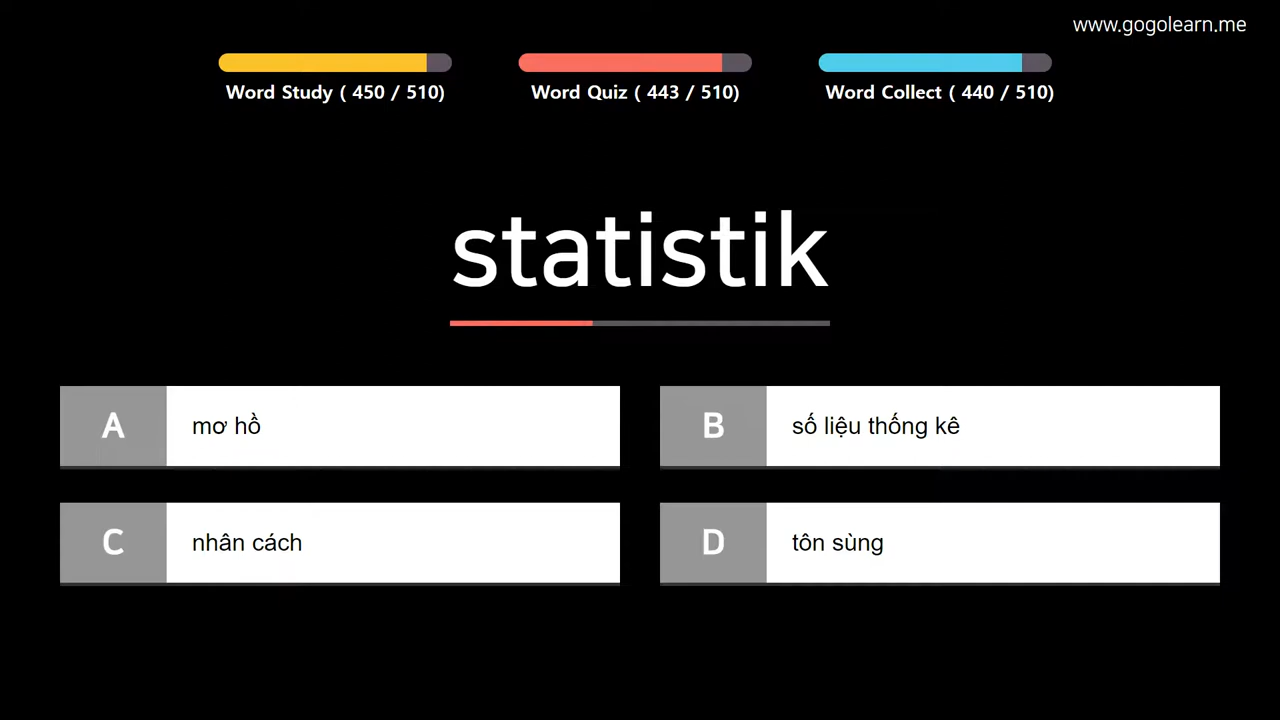 www.gogolearn.me
Word Study ( 450 / 510)
Word Quiz ( 443 / 510)
Word Collect ( 440 / 510)
statistik
A
mơ hồ
B
số liệu thống kê
C
nhân cách
D
tôn sùng